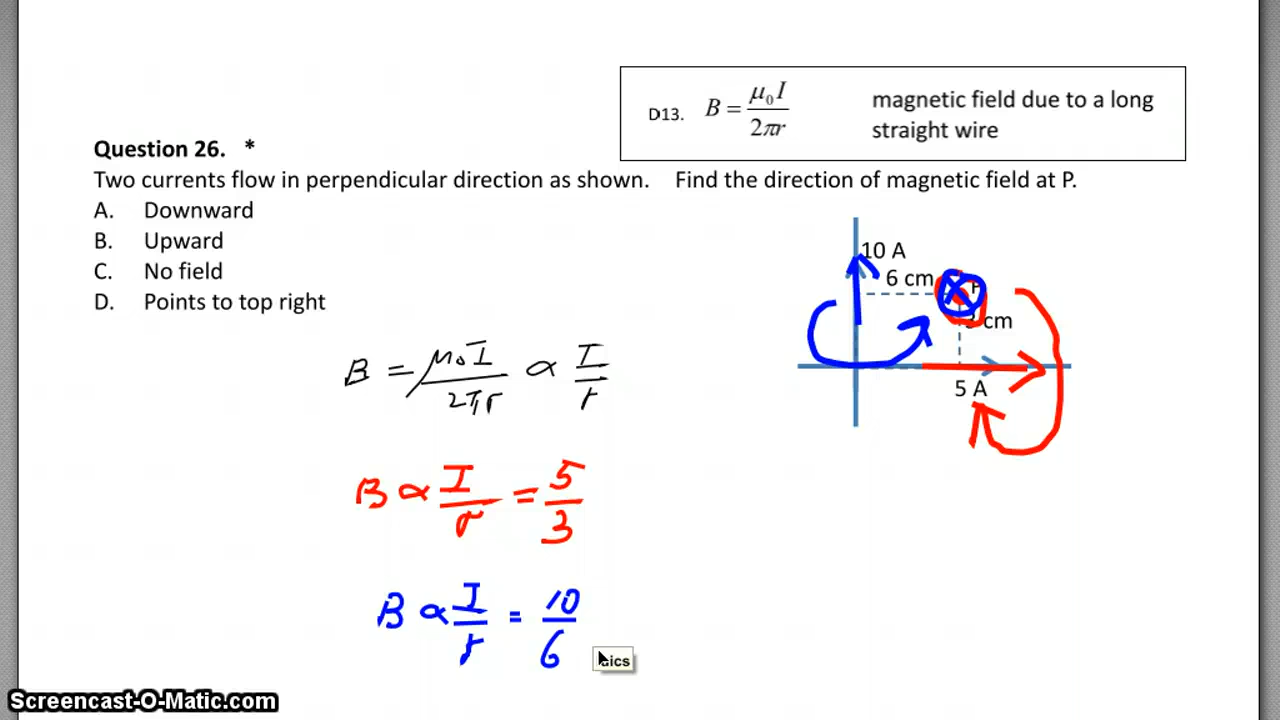 D13. B = μ₀I / 2πr magnetic field due to a long
straight wire
Question 26. *
Two currents flow in perpendicular direction as shown. Find the direction of magnetic field at P.
A. Downward
B. Upward
C. No field
D. Points to top right
10 A
6 cm
3 cm
5 A
B = μ₀I / 2πr ∝ I / r
B ∝ I / r = 5 / 3
B ∝ I / r = 10 / 6
Screencast-O-Matic.com